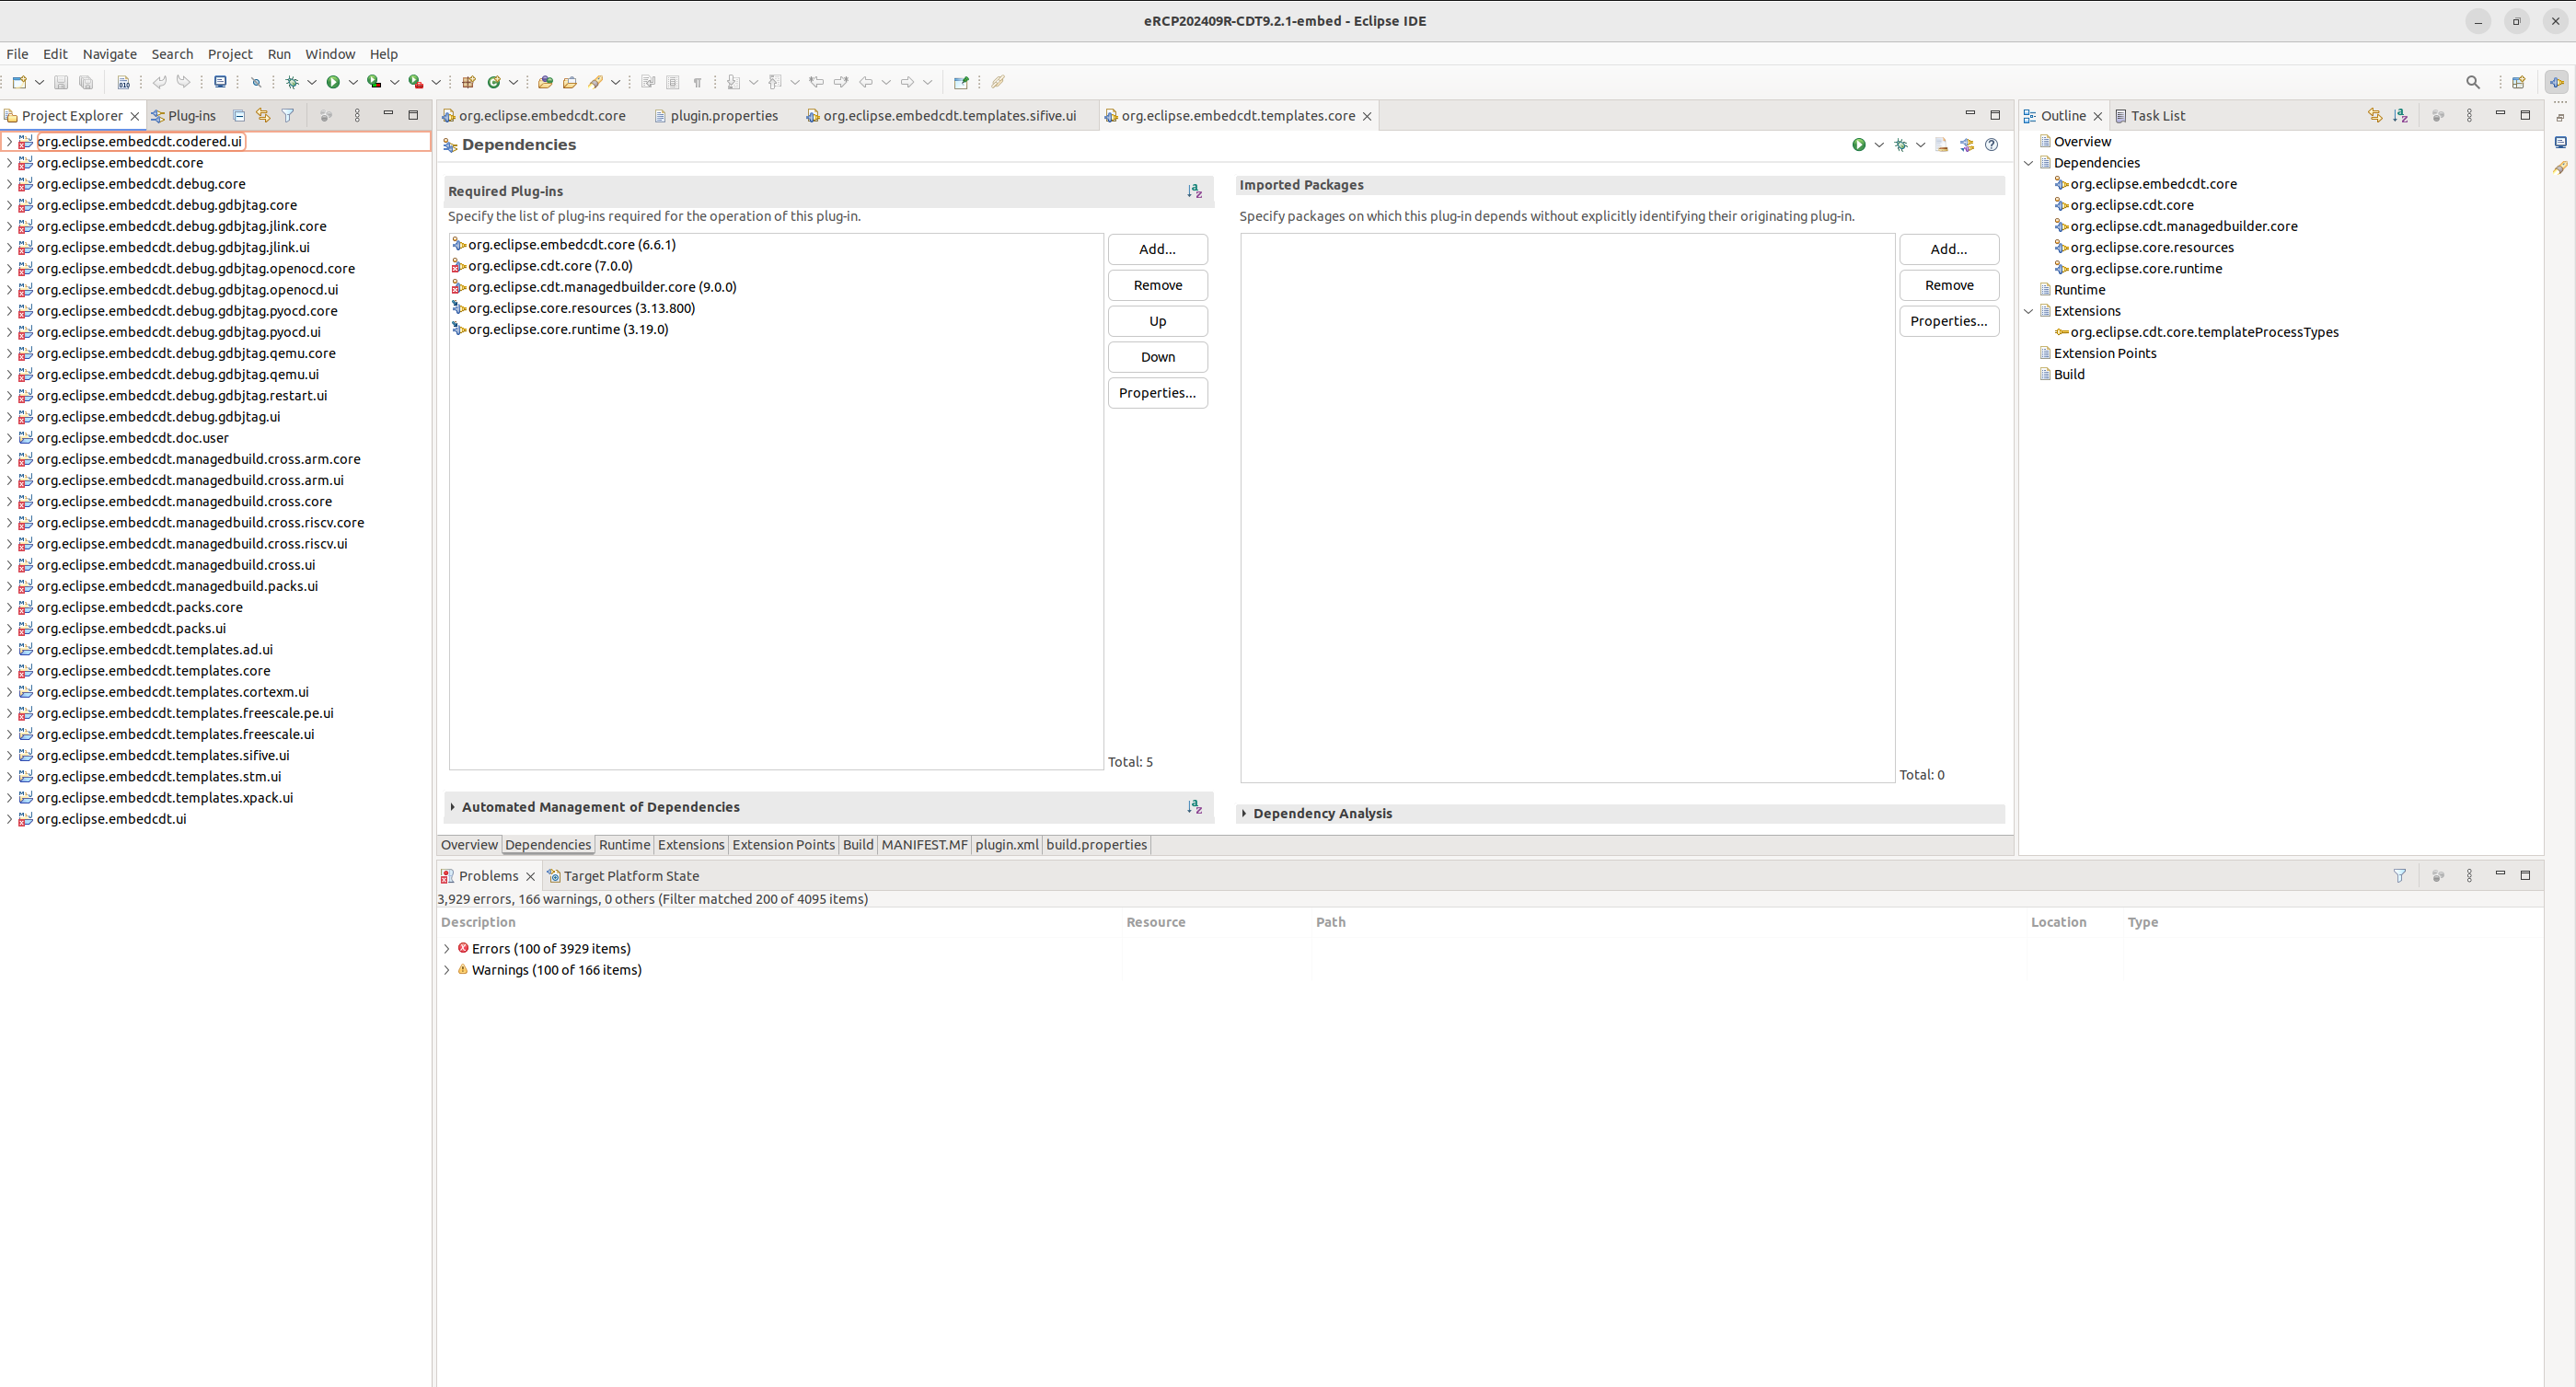 eRCP202409R-CDT9.2.1-embed - Eclipse IDE
File Edit Navigate Search Project Run Window Help
Project Explorer
Plug-ins
org.eclipse.embedcdt.codered.ui
org.eclipse.embedcdt.core
org.eclipse.embedcdt.debug.core
org.eclipse.embedcdt.debug.gdbjtag.core
org.eclipse.embedcdt.debug.gdbjtag.jlink.core
org.eclipse.embedcdt.debug.gdbjtag.jlink.ui
org.eclipse.embedcdt.debug.gdbjtag.openocd.core
org.eclipse.embedcdt.debug.gdbjtag.openocd.ui
org.eclipse.embedcdt.debug.gdbjtag.pyocd.core
org.eclipse.embedcdt.debug.gdbjtag.pyocd.ui
org.eclipse.embedcdt.debug.gdbjtag.qemu.core
org.eclipse.embedcdt.debug.gdbjtag.qemu.ui
org.eclipse.embedcdt.debug.gdbjtag.restart.ui
org.eclipse.embedcdt.debug.gdbjtag.ui
org.eclipse.embedcdt.doc.user
org.eclipse.embedcdt.managedbuild.cross.arm.core
org.eclipse.embedcdt.managedbuild.cross.arm.ui
org.eclipse.embedcdt.managedbuild.cross.core
org.eclipse.embedcdt.managedbuild.cross.riscv.core
org.eclipse.embedcdt.managedbuild.cross.riscv.ui
org.eclipse.embedcdt.managedbuild.cross.ui
org.eclipse.embedcdt.managedbuild.packs.ui
org.eclipse.embedcdt.packs.core
org.eclipse.embedcdt.packs.ui
org.eclipse.embedcdt.templates.ad.ui
org.eclipse.embedcdt.templates.core
org.eclipse.embedcdt.templates.cortexm.ui
org.eclipse.embedcdt.templates.freescale.pe.ui
org.eclipse.embedcdt.templates.freescale.ui
org.eclipse.embedcdt.templates.sifive.ui
org.eclipse.embedcdt.templates.stm.ui
org.eclipse.embedcdt.templates.xpack.ui
org.eclipse.embedcdt.ui
org.eclipse.embedcdt.core
plugin.properties
org.eclipse.embedcdt.templates.sifive.ui
org.eclipse.embedcdt.templates.core
Dependencies
Required Plug-ins
Specify the list of plug-ins required for the operation of this plug-in.
org.eclipse.embedcdt.core (6.6.1)
org.eclipse.cdt.core (7.0.0)
org.eclipse.cdt.managedbuilder.core (9.0.0)
org.eclipse.core.resources (3.13.800)
org.eclipse.core.runtime (3.19.0)
Add...
Remove
Up
Down
Properties...
Total: 5
Automated Management of Dependencies
Imported Packages
Specify packages on which this plug-in depends without explicitly identifying their originating plug-in.
Add...
Remove
Properties...
Total: 0
Dependency Analysis
Overview Dependencies Runtime Extensions Extension Points Build MANIFEST.MF plugin.xml build.properties
Outline
Task List
Overview
Dependencies
org.eclipse.embedcdt.core
org.eclipse.cdt.core
org.eclipse.cdt.managedbuilder.core
org.eclipse.core.resources
org.eclipse.core.runtime
Runtime
Extensions
org.eclipse.cdt.core.templateProcessTypes
Extension Points
Build
Problems
Target Platform State
3,929 errors, 166 warnings, 0 others (Filter matched 200 of 4095 items)
Description Resource Path Location Type
Errors (100 of 3929 items)
Warnings (100 of 166 items)